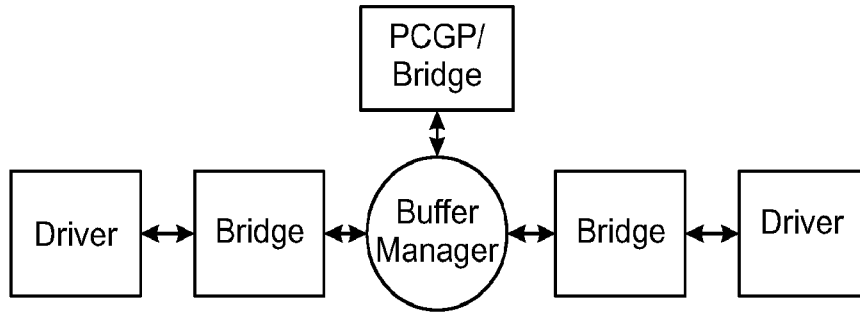 PCGP/
Bridge
Driver
Bridge
Buffer
Manager
Bridge
Driver